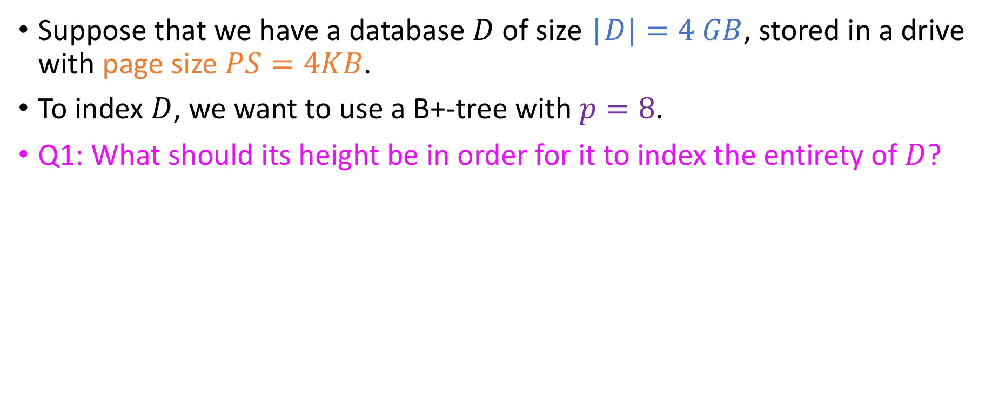 • Suppose that we have a database D of size |D| = 4 GB, stored in a drive
with page size PS = 4KB.
• To index D, we want to use a B+-tree with p = 8.
• Q1: What should its height be in order for it to index the entirety of D?